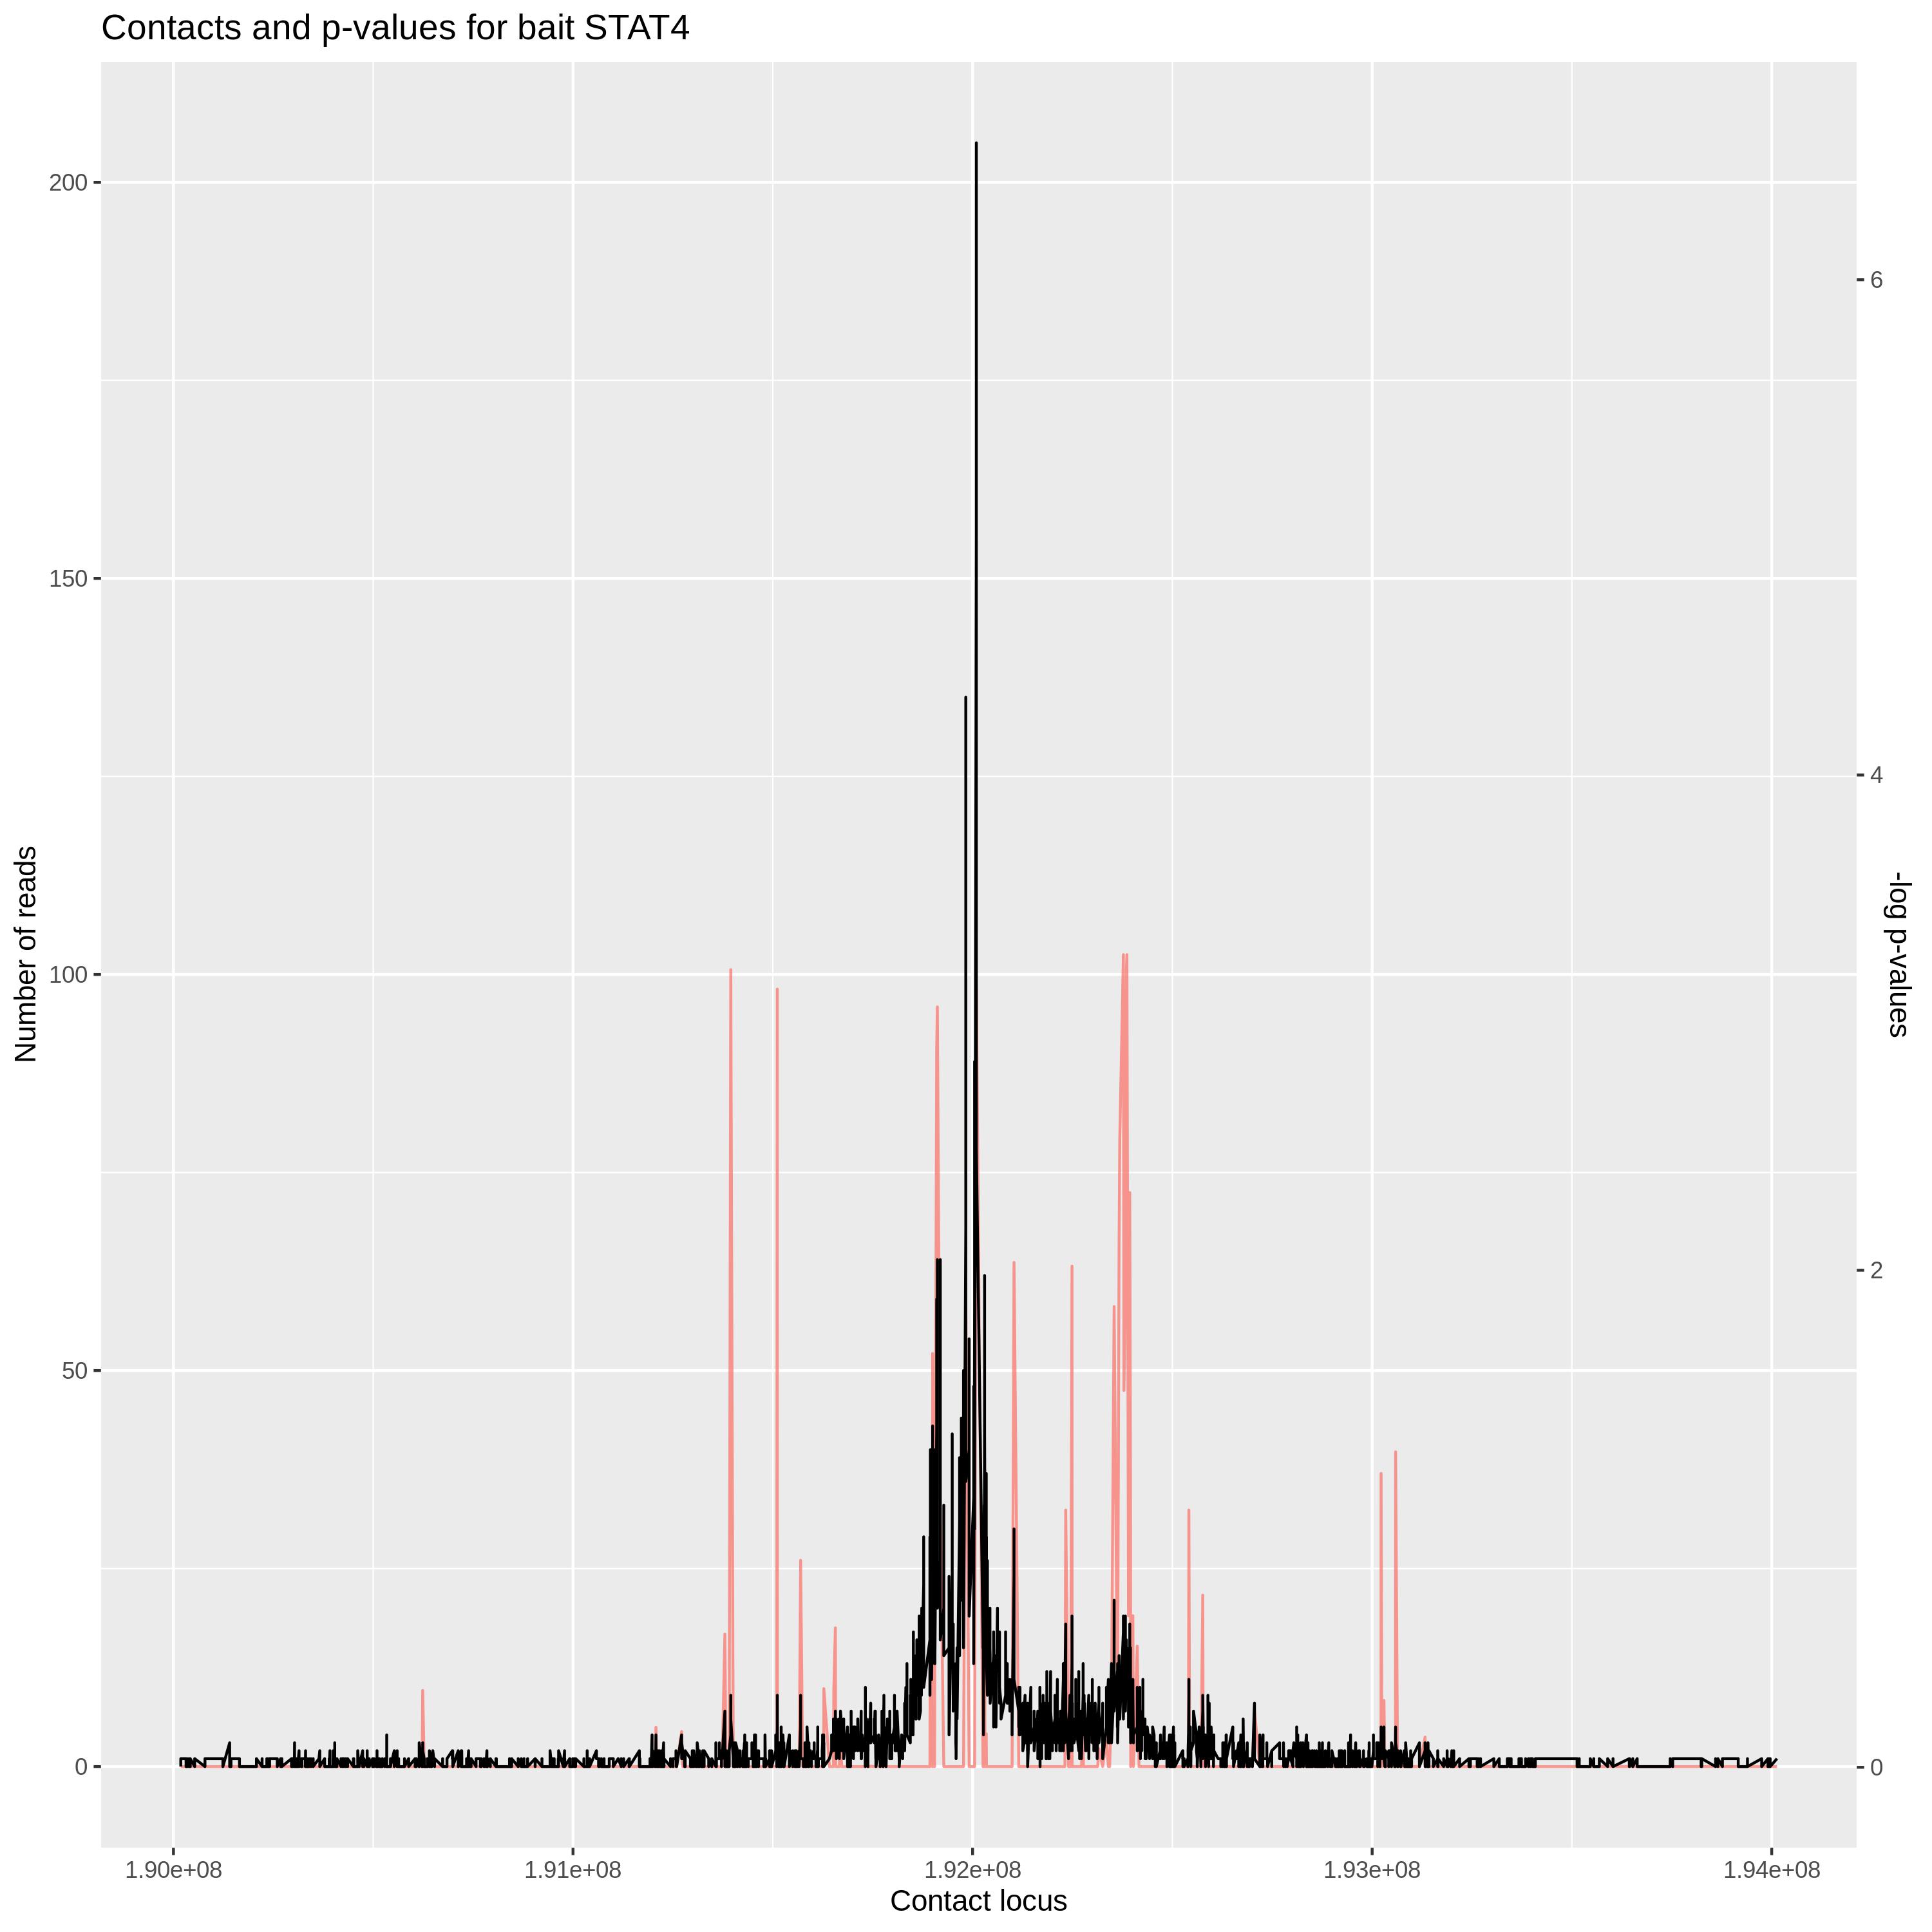 Contacts and p-values for bait STAT4
200
150
100
50
0
Number of reads
6
4
2
0
-log p-values
1.90e+08
1.91e+08
1.92e+08
1.93e+08
1.94e+08
Contact locus